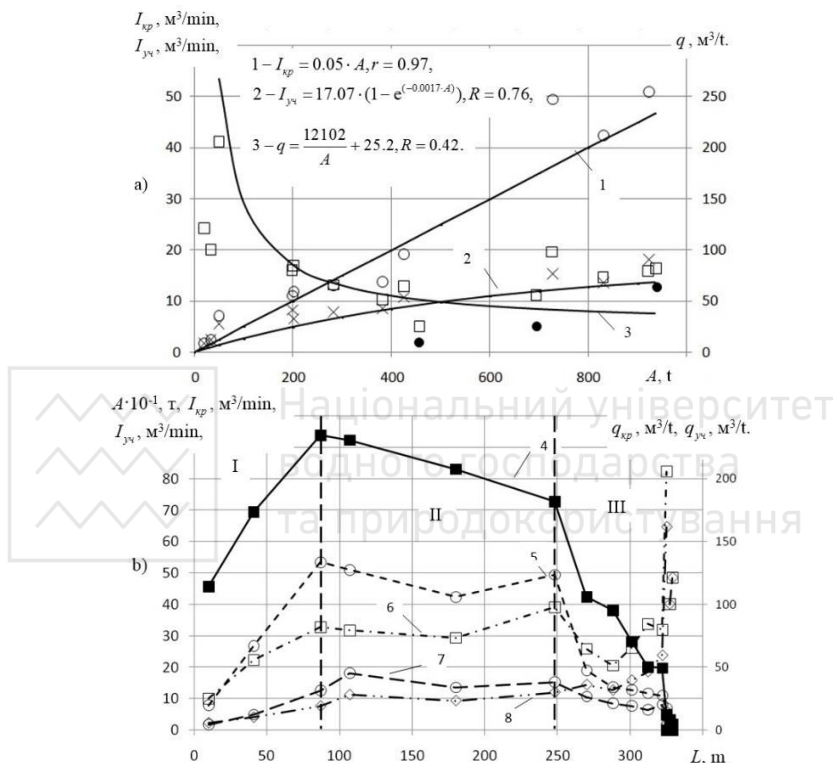 I_кр, м³/min,
I_уч, м³/min,
q, м³/t.
1 – I_кр = 0.05 · A, r = 0.97,
2 – I_уч = 17.07 · (1 – e^(–0.0017·A)), R = 0.76,
3 – q = 12102/A + 25.2, R = 0.42.
50
40
30
20
10
0
250
200
150
100
50
0
a)
1
2
3
0 200 400 600 800 A, t
A·10⁻¹, т, I_кр, м³/min,
I_уч, м³/min,
q_кр, м³/t, q_уч, м³/t.
Національний університет
водного господарства
та природокористування
I
II
III
4
5
6
7
8
80
70
60
50
40
30
20
10
0
200
150
100
50
0
b)
0 50 100 150 200 250 300 L, m